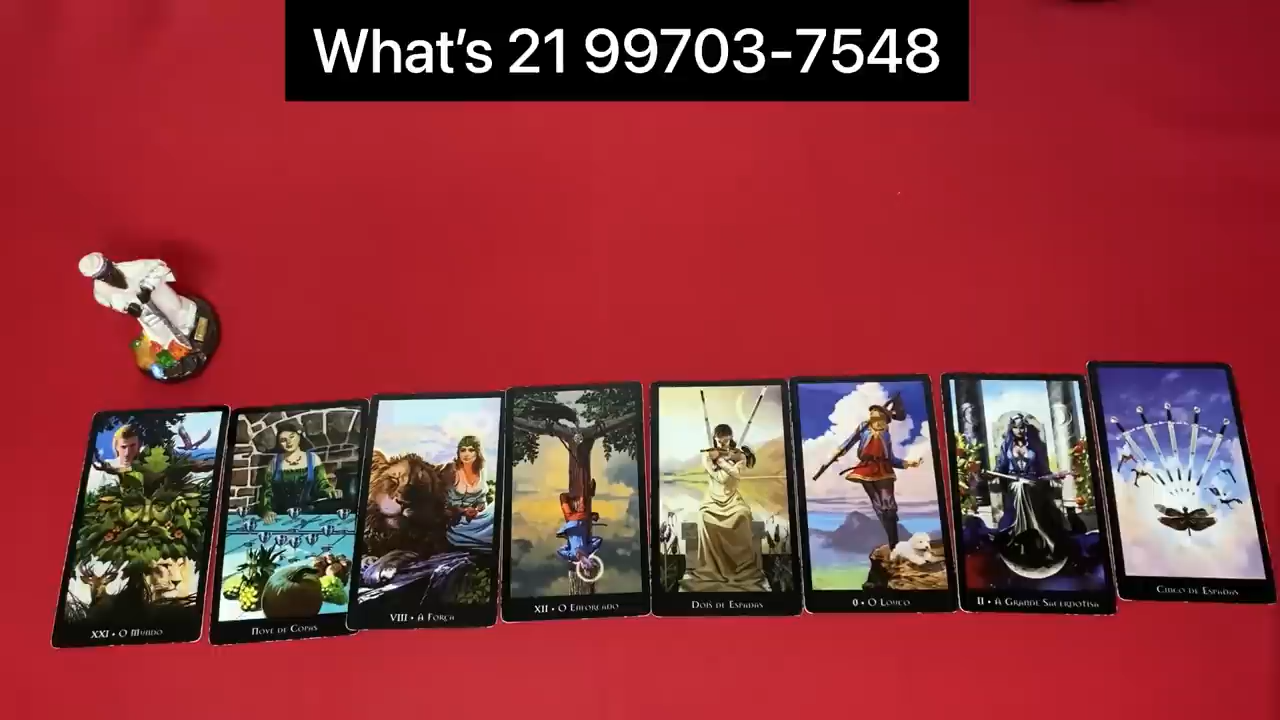 What's 21 99703-7548
XXI • O Mundo
Nove de Copas
VIII • A Força
XII • O Enforcado
Dois de Espadas
0 • O Louco
II • A Grande Sacerdotisa
Cinco de Espadas